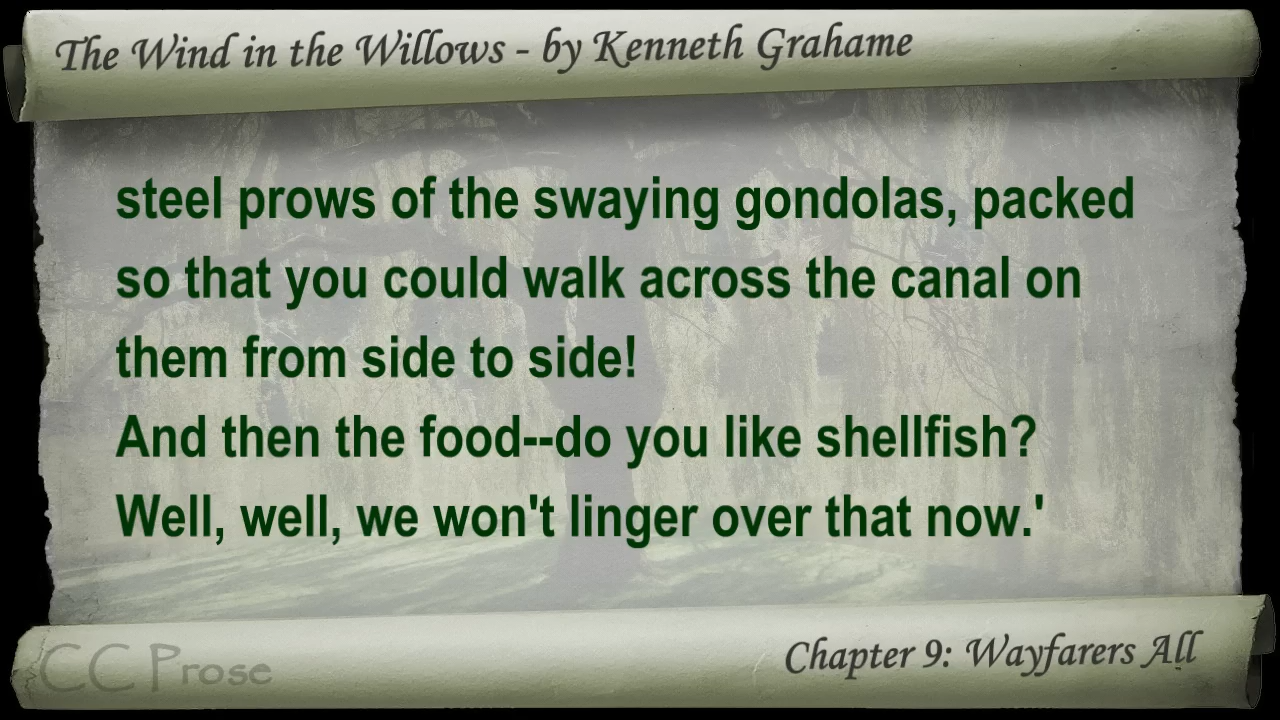 The Wind in the Willows - by Kenneth Grahame
steel prows of the swaying gondolas, packed
so that you could walk across the canal on
them from side to side!
And then the food--do you like shellfish?
Well, well, we won't linger over that now.'
CC Prose
Chapter 9: Wayfarers All